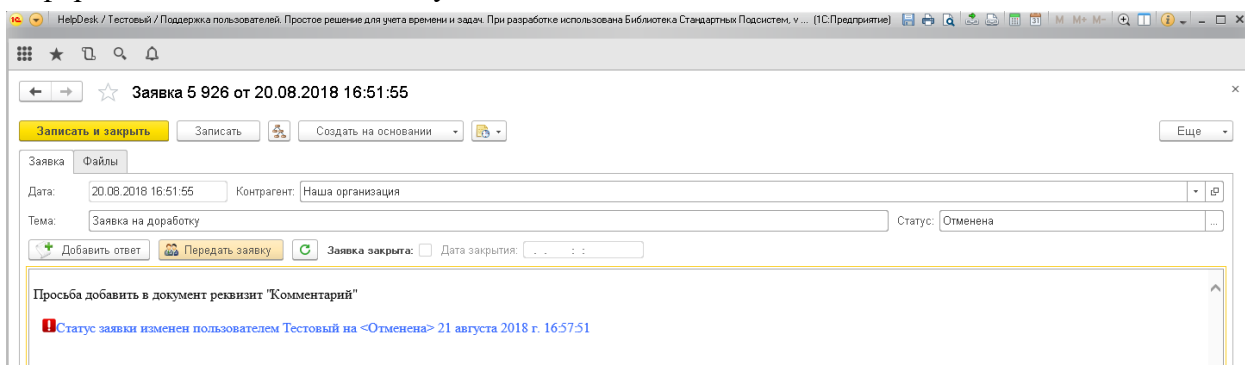 HelpDesk / Тестовый / Поддержка пользователей. Простое решение для учета времени и задач. При разработке использована Библиотека Стандартных Подсистем, v ... (1С:Предприятие) M M+ M-
Заявка 5 926 от 20.08.2018 16:51:55
Записать и закрыть Записать Создать на основании Еще
Заявка Файлы
Дата: 20.08.2018 16:51:55 Контрагент: Наша организация
Тема: Заявка на доработку Статус: Отменена ...
Добавить ответ Передать заявку Заявка закрыта: Дата закрытия: . . : :
Просьба добавить в документ реквизит "Комментарий"
Статус заявки изменен пользователем Тестовый на <Отменена> 21 августа 2018 г. 16:57:51